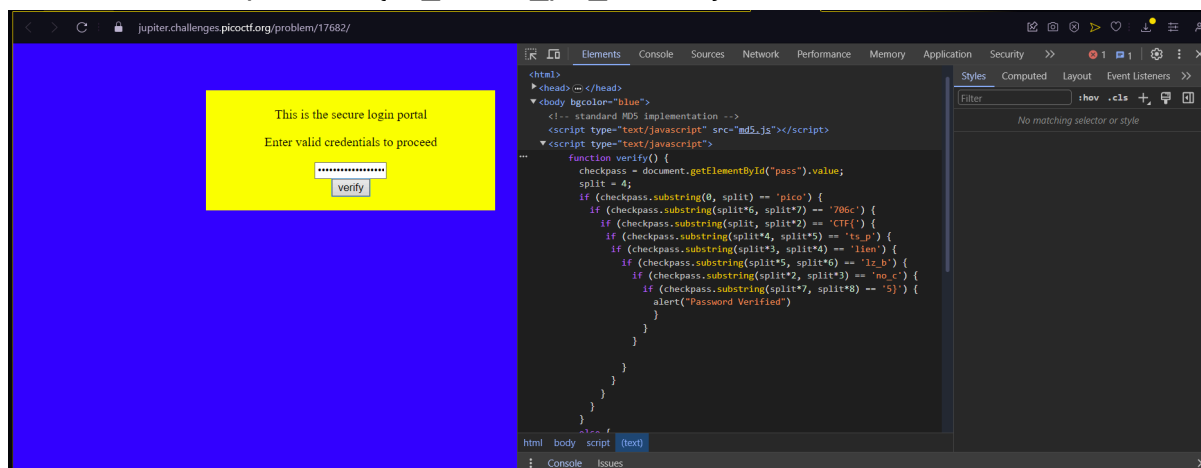 jupiter.challenges.picoctf.org/problem/17682/
Elements Console Sources Network Performance Memory Application Security >> 1 1
This is the secure login portal
Enter valid credentials to proceed
••••••••••••••••••
verify
<html>
▶<head>…</head>
▼<body bgcolor="blue">
<!-- standard MD5 implementation -->
<script type="text/javascript" src="md5.js"></script>
▼<script type="text/javascript">
function verify() {
checkpass = document.getElementById("pass").value;
split = 4;
if (checkpass.substring(0, split) == 'pico') {
if (checkpass.substring(split*6, split*7) == '706c') {
if (checkpass.substring(split, split*2) == 'CTF{') {
if (checkpass.substring(split*4, split*5) == 'ts_p') {
if (checkpass.substring(split*3, split*4) == 'lien') {
if (checkpass.substring(split*5, split*6) == 'lz_b') {
if (checkpass.substring(split*2, split*3) == 'no_c') {
if (checkpass.substring(split*7, split*8) == '5}') {
alert("Password Verified")
}
}
}
}
}
}
}
}
else {
html body script (text)
Styles Computed Layout Event Listeners >>
Filter :hov .cls +
No matching selector or style
Console Issues